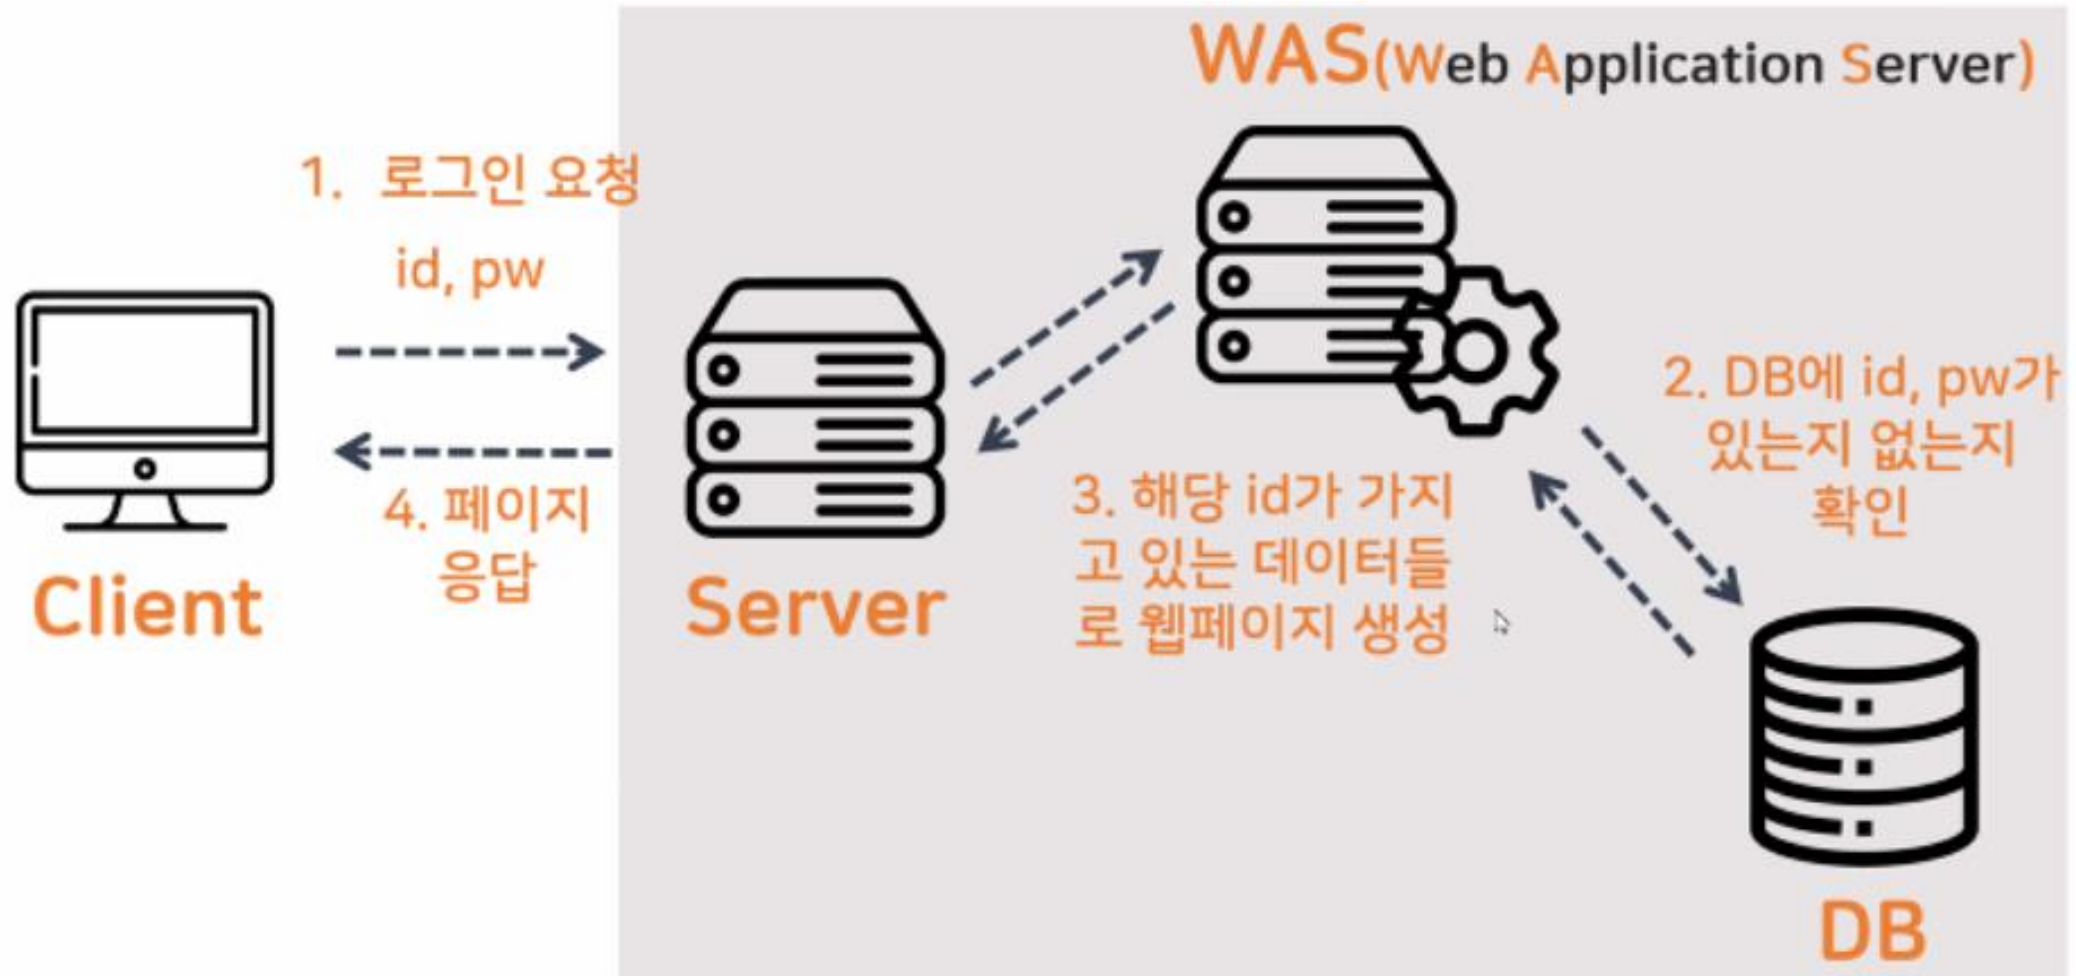 WAS(Web Application Server)
1. 로그인 요청
id, pw
2. DB에 id, pw가
있는지 없는지
확인
3. 해당 id가 가지
고 있는 데이터들
로 웹페이지 생성
4. 페이지
응답
Client
Server
DB